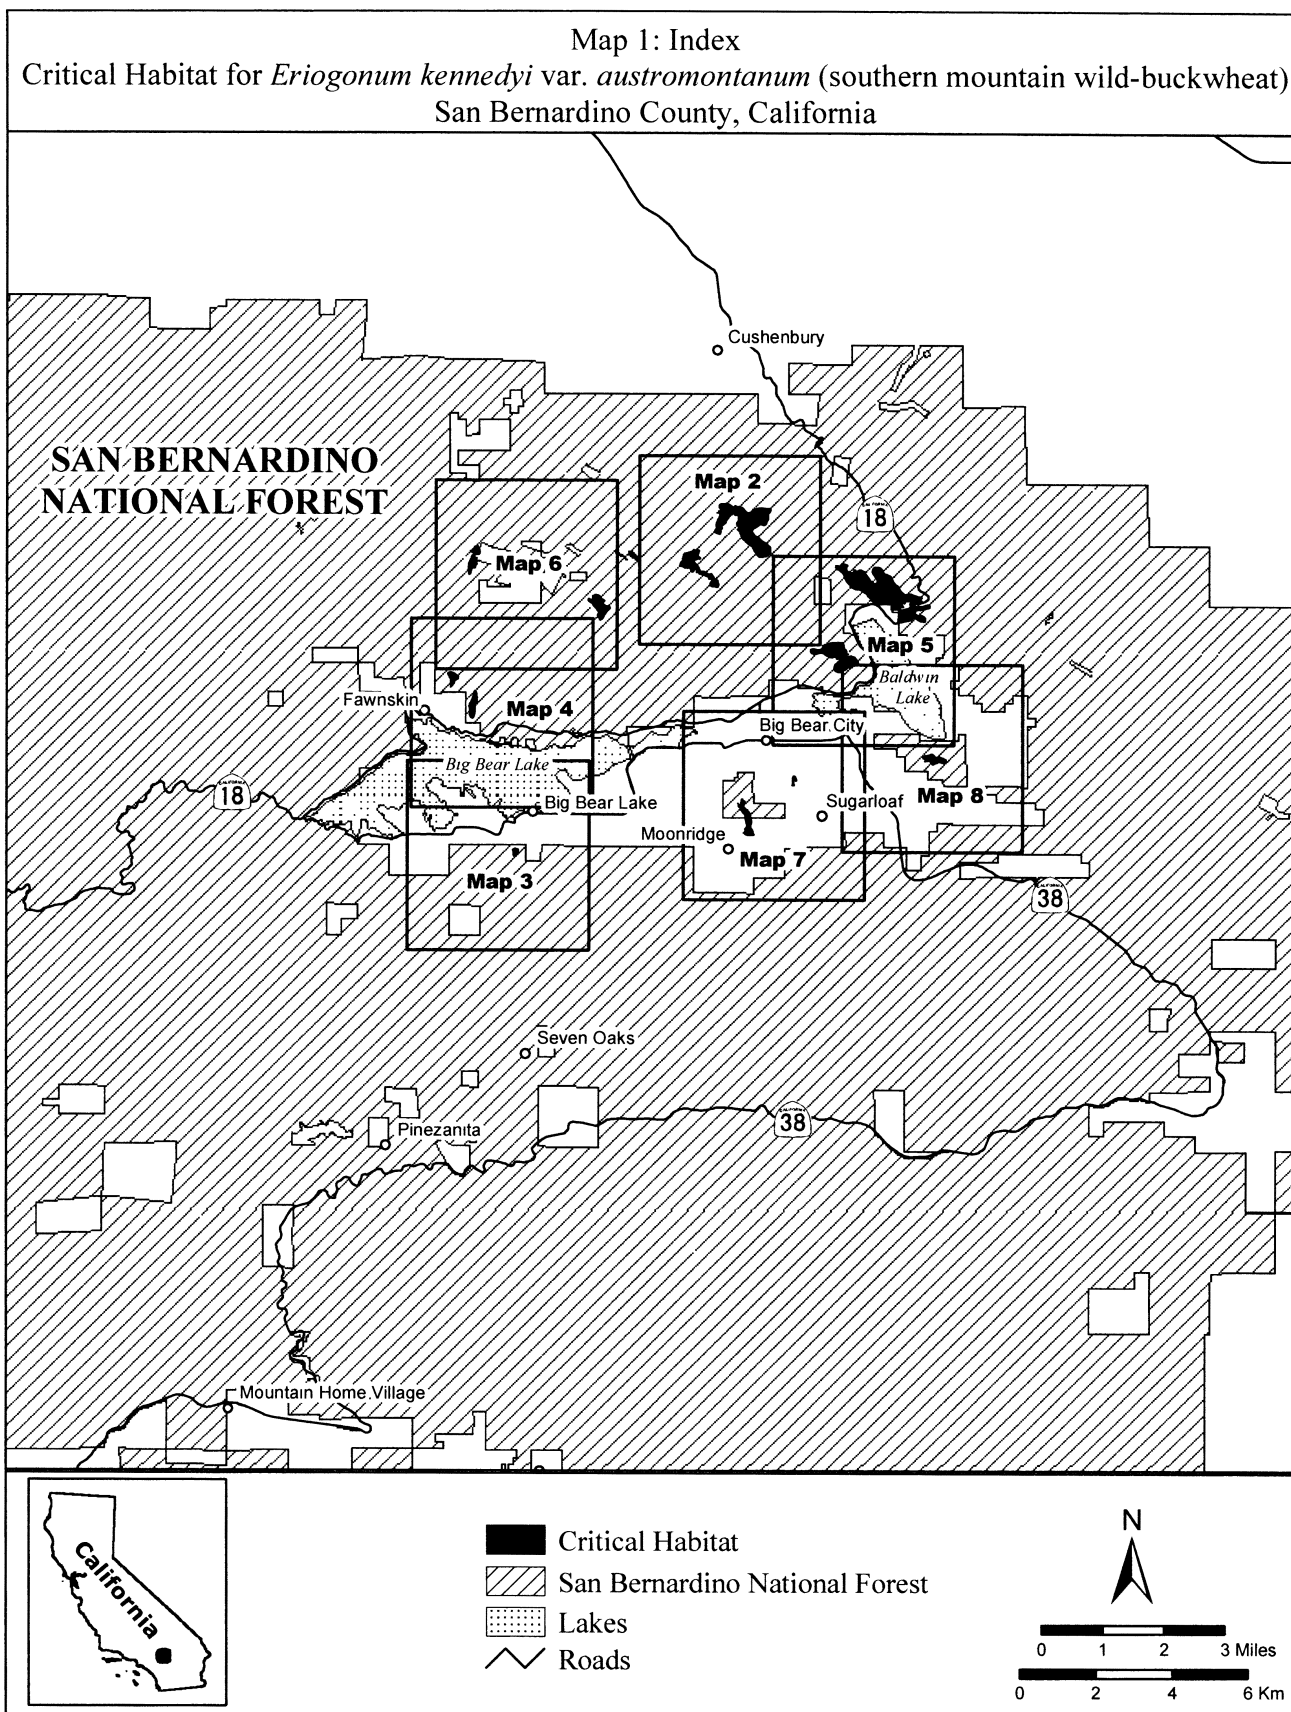 Map 1: Index
Critical Habitat for Eriogonum kennedyi var. austromontanum (southern mountain wild-buckwheat)
San Bernardino County, California
Cushenbury
SAN BERNARDINO
NATIONAL FOREST
Map 2
CALIFORNIA
18
Map 6
Map 5
Baldwin
Lake
Fawnskin
Map 4
Big Bear City
Big Bear Lake
CALIFORNIA
18
Big Bear Lake
Sugarloaf
Map 8
Moonridge
Map 7
Map 3
CALIFORNIA
38
Seven Oaks
CALIFORNIA
38
Pinezanita
Mountain Home Village
California
Critical Habitat
San Bernardino National Forest
Lakes
Roads
N
0 1 2 3 Miles
0 2 4 6 Km